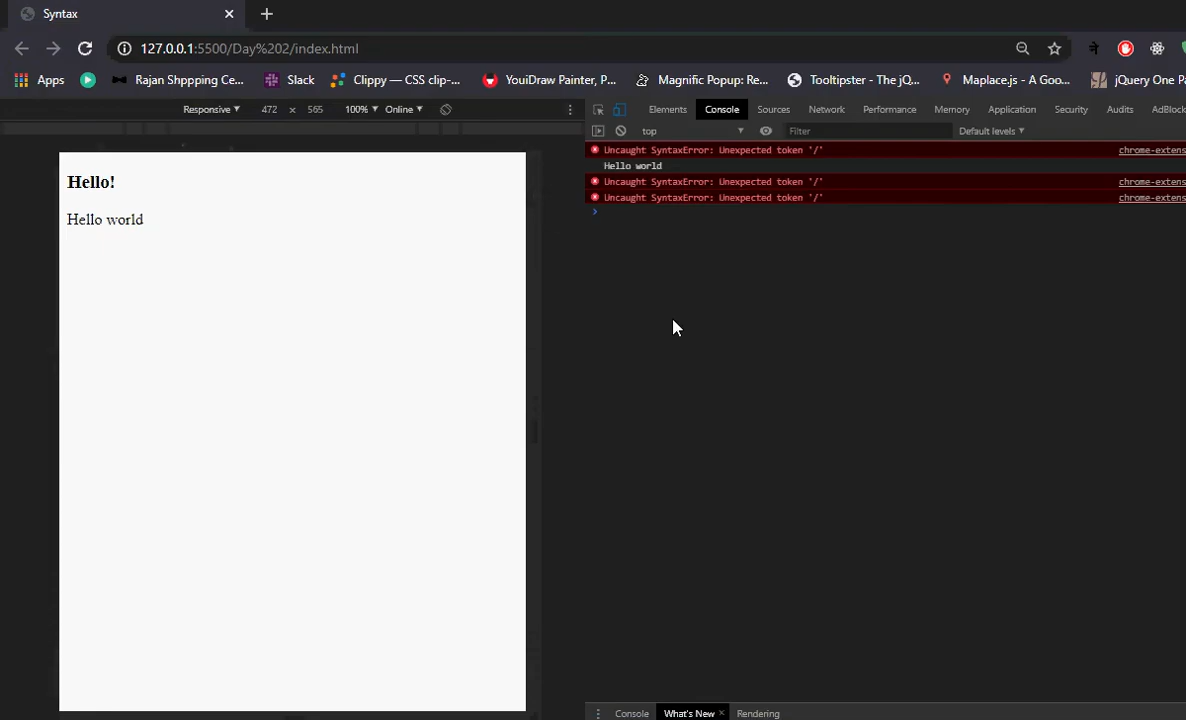 Syntax
127.0.0.1:5500/Day%202/index.html
Apps Rajan Shppping Ce... Slack Clippy — CSS clip-... YouiDraw Painter, P... Magnific Popup: Re... Tooltipster - The jQ... Maplace.js - A Goo... jQuery One P
Responsive 472 × 565 100% Online
Elements Console Sources Network Performance Memory Application Security Audits AdBlock
top Filter Default levels
Uncaught SyntaxError: Unexpected token '/' chrome-extens
Hello world
Uncaught SyntaxError: Unexpected token '/' chrome-extens
Uncaught SyntaxError: Unexpected token '/' chrome-extens
Hello!
Hello world
Console What's New × Rendering